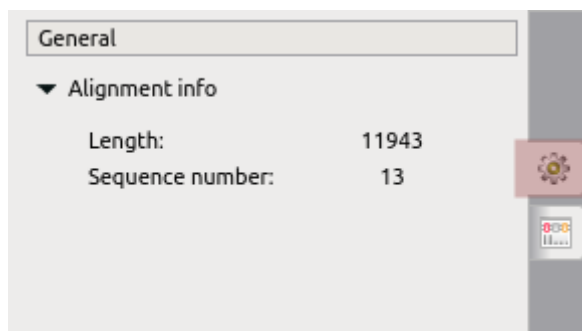 General
Alignment info
Length: 11943
Sequence number: 13